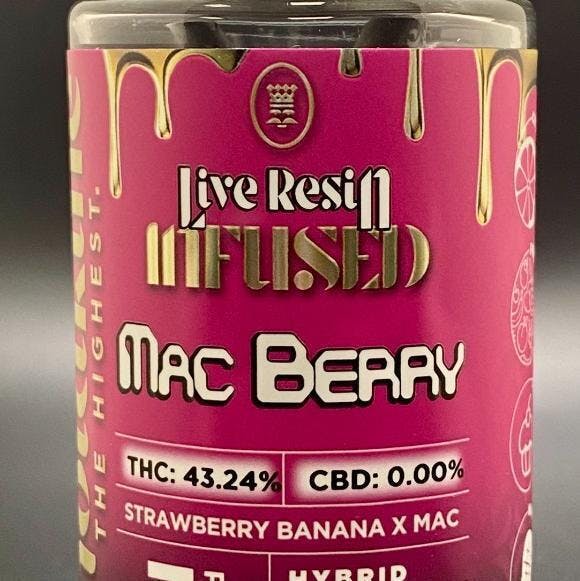 Live Resin
INFUSED
MAC BERRY
THC: 43.24%
CBD: 0.00%
STRAWBERRY BANANA X MAC
HYBRID
THE HIGHEST.